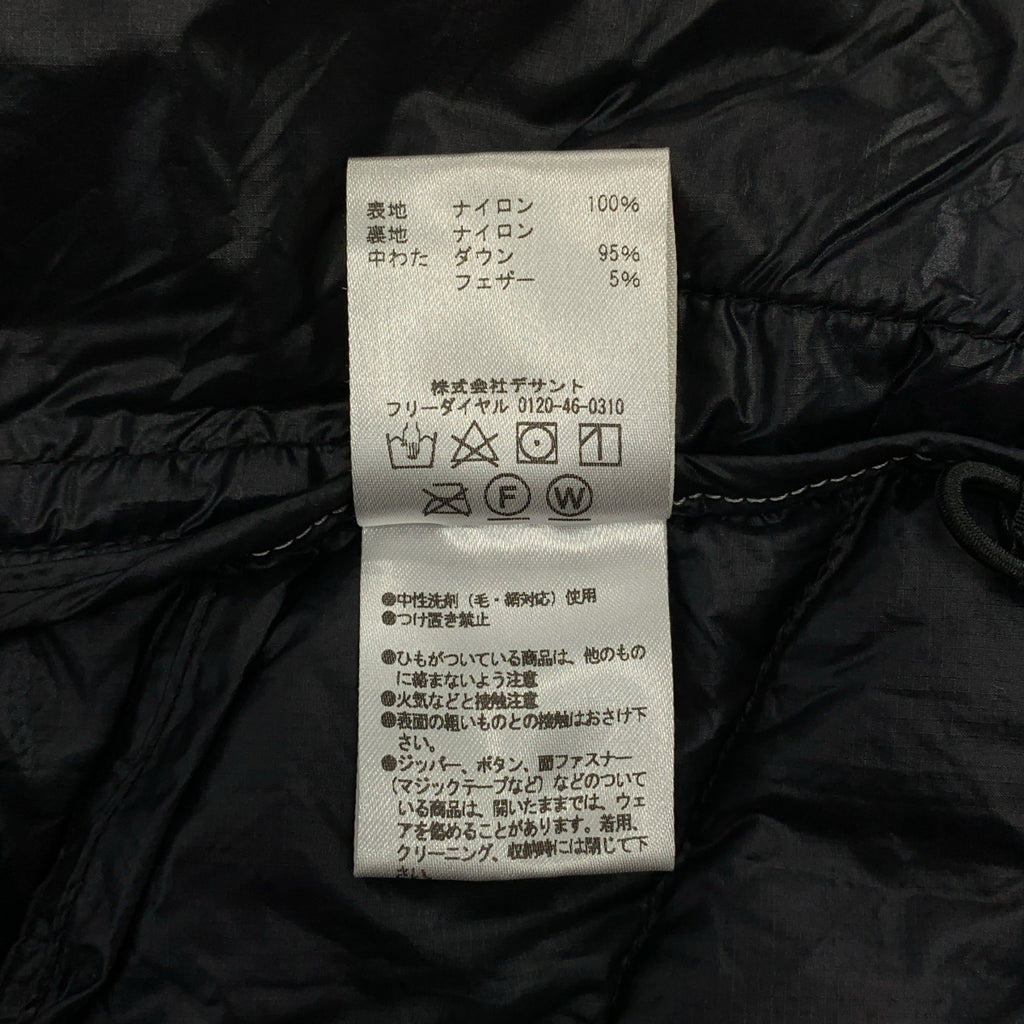 表地 ナイロン 100%
裏地 ナイロン
中わた ダウン 95%
フェザー 5%
株式会社デサント
フリーダイヤル 0120-46-0310
F W
●中性洗剤（毛・絹対応）使用
●つけ置き禁止
●ひもがついている商品は、他のもの
に絡まないよう注意
●火気などと接触注意
●表面の粗いものとの接触はおさけ下
さい。
●ジッパー、ボタン、面ファスナー
（マジックテープなど）などのついて
いる商品は、開いたままでは、ウェ
アを傷めることがあります。着用、
クリーニング、収納時には閉じて下
さい。